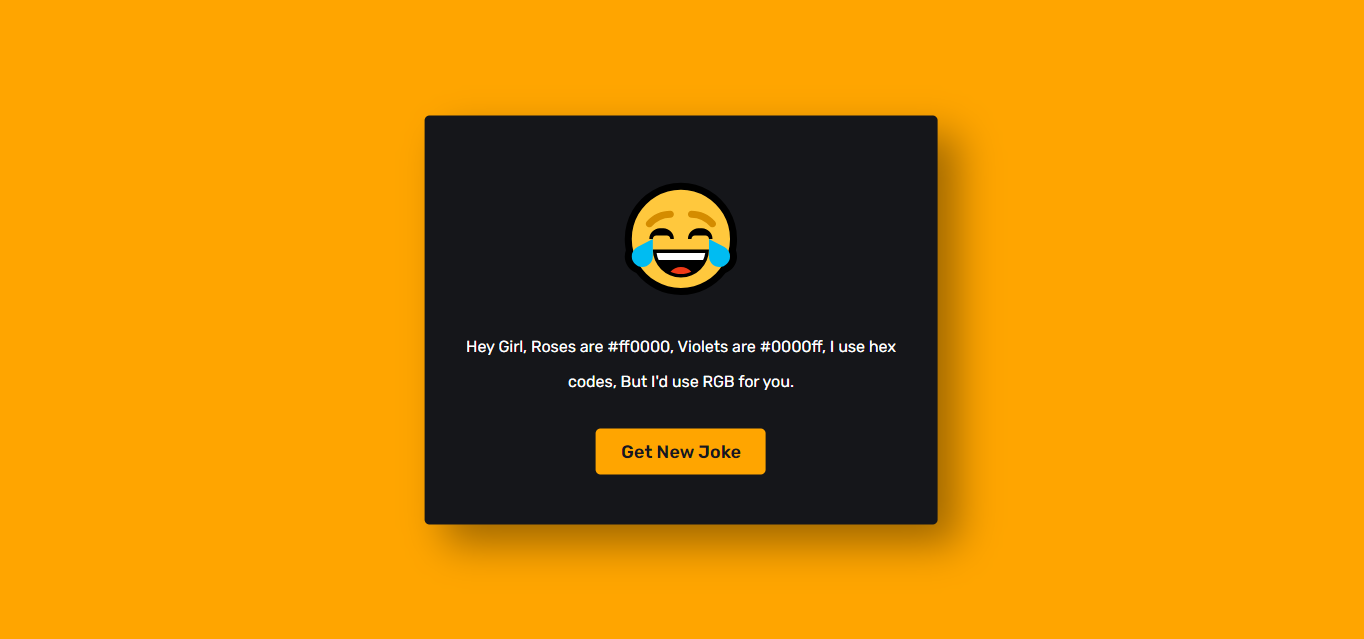 Hey Girl, Roses are #ff0000, Violets are #0000ff, I use hex
codes, But I'd use RGB for you.
Get New Joke